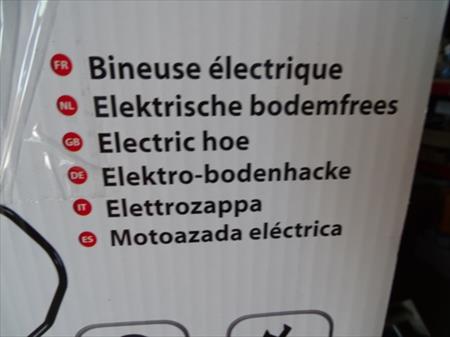 FR Bineuse électrique
NL Elektrische bodemfrees
GB Electric hoe
DE Elektro-bodenhacke
IT Elettrozappa
ES Motoazada eléctrica